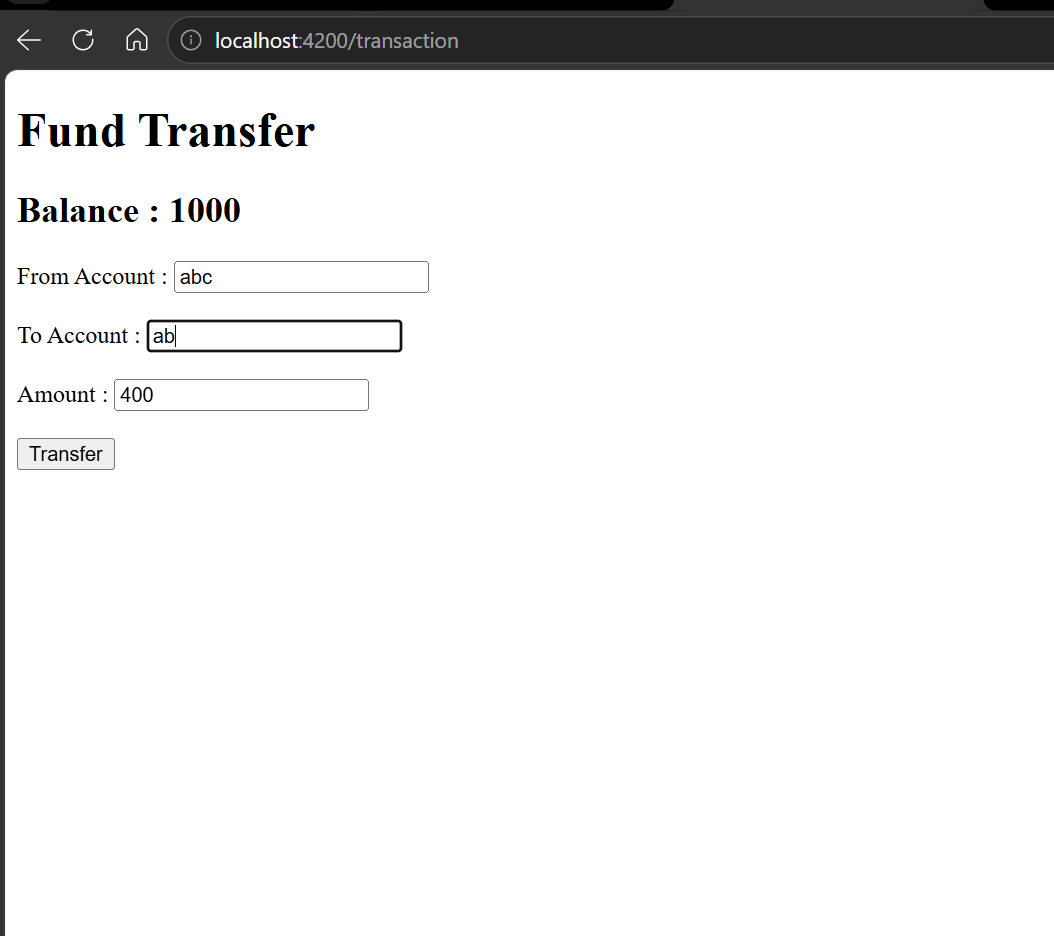 localhost:4200/transaction
Fund Transfer
Balance : 1000
From Account : abc
To Account : ab
Amount : 400
Transfer